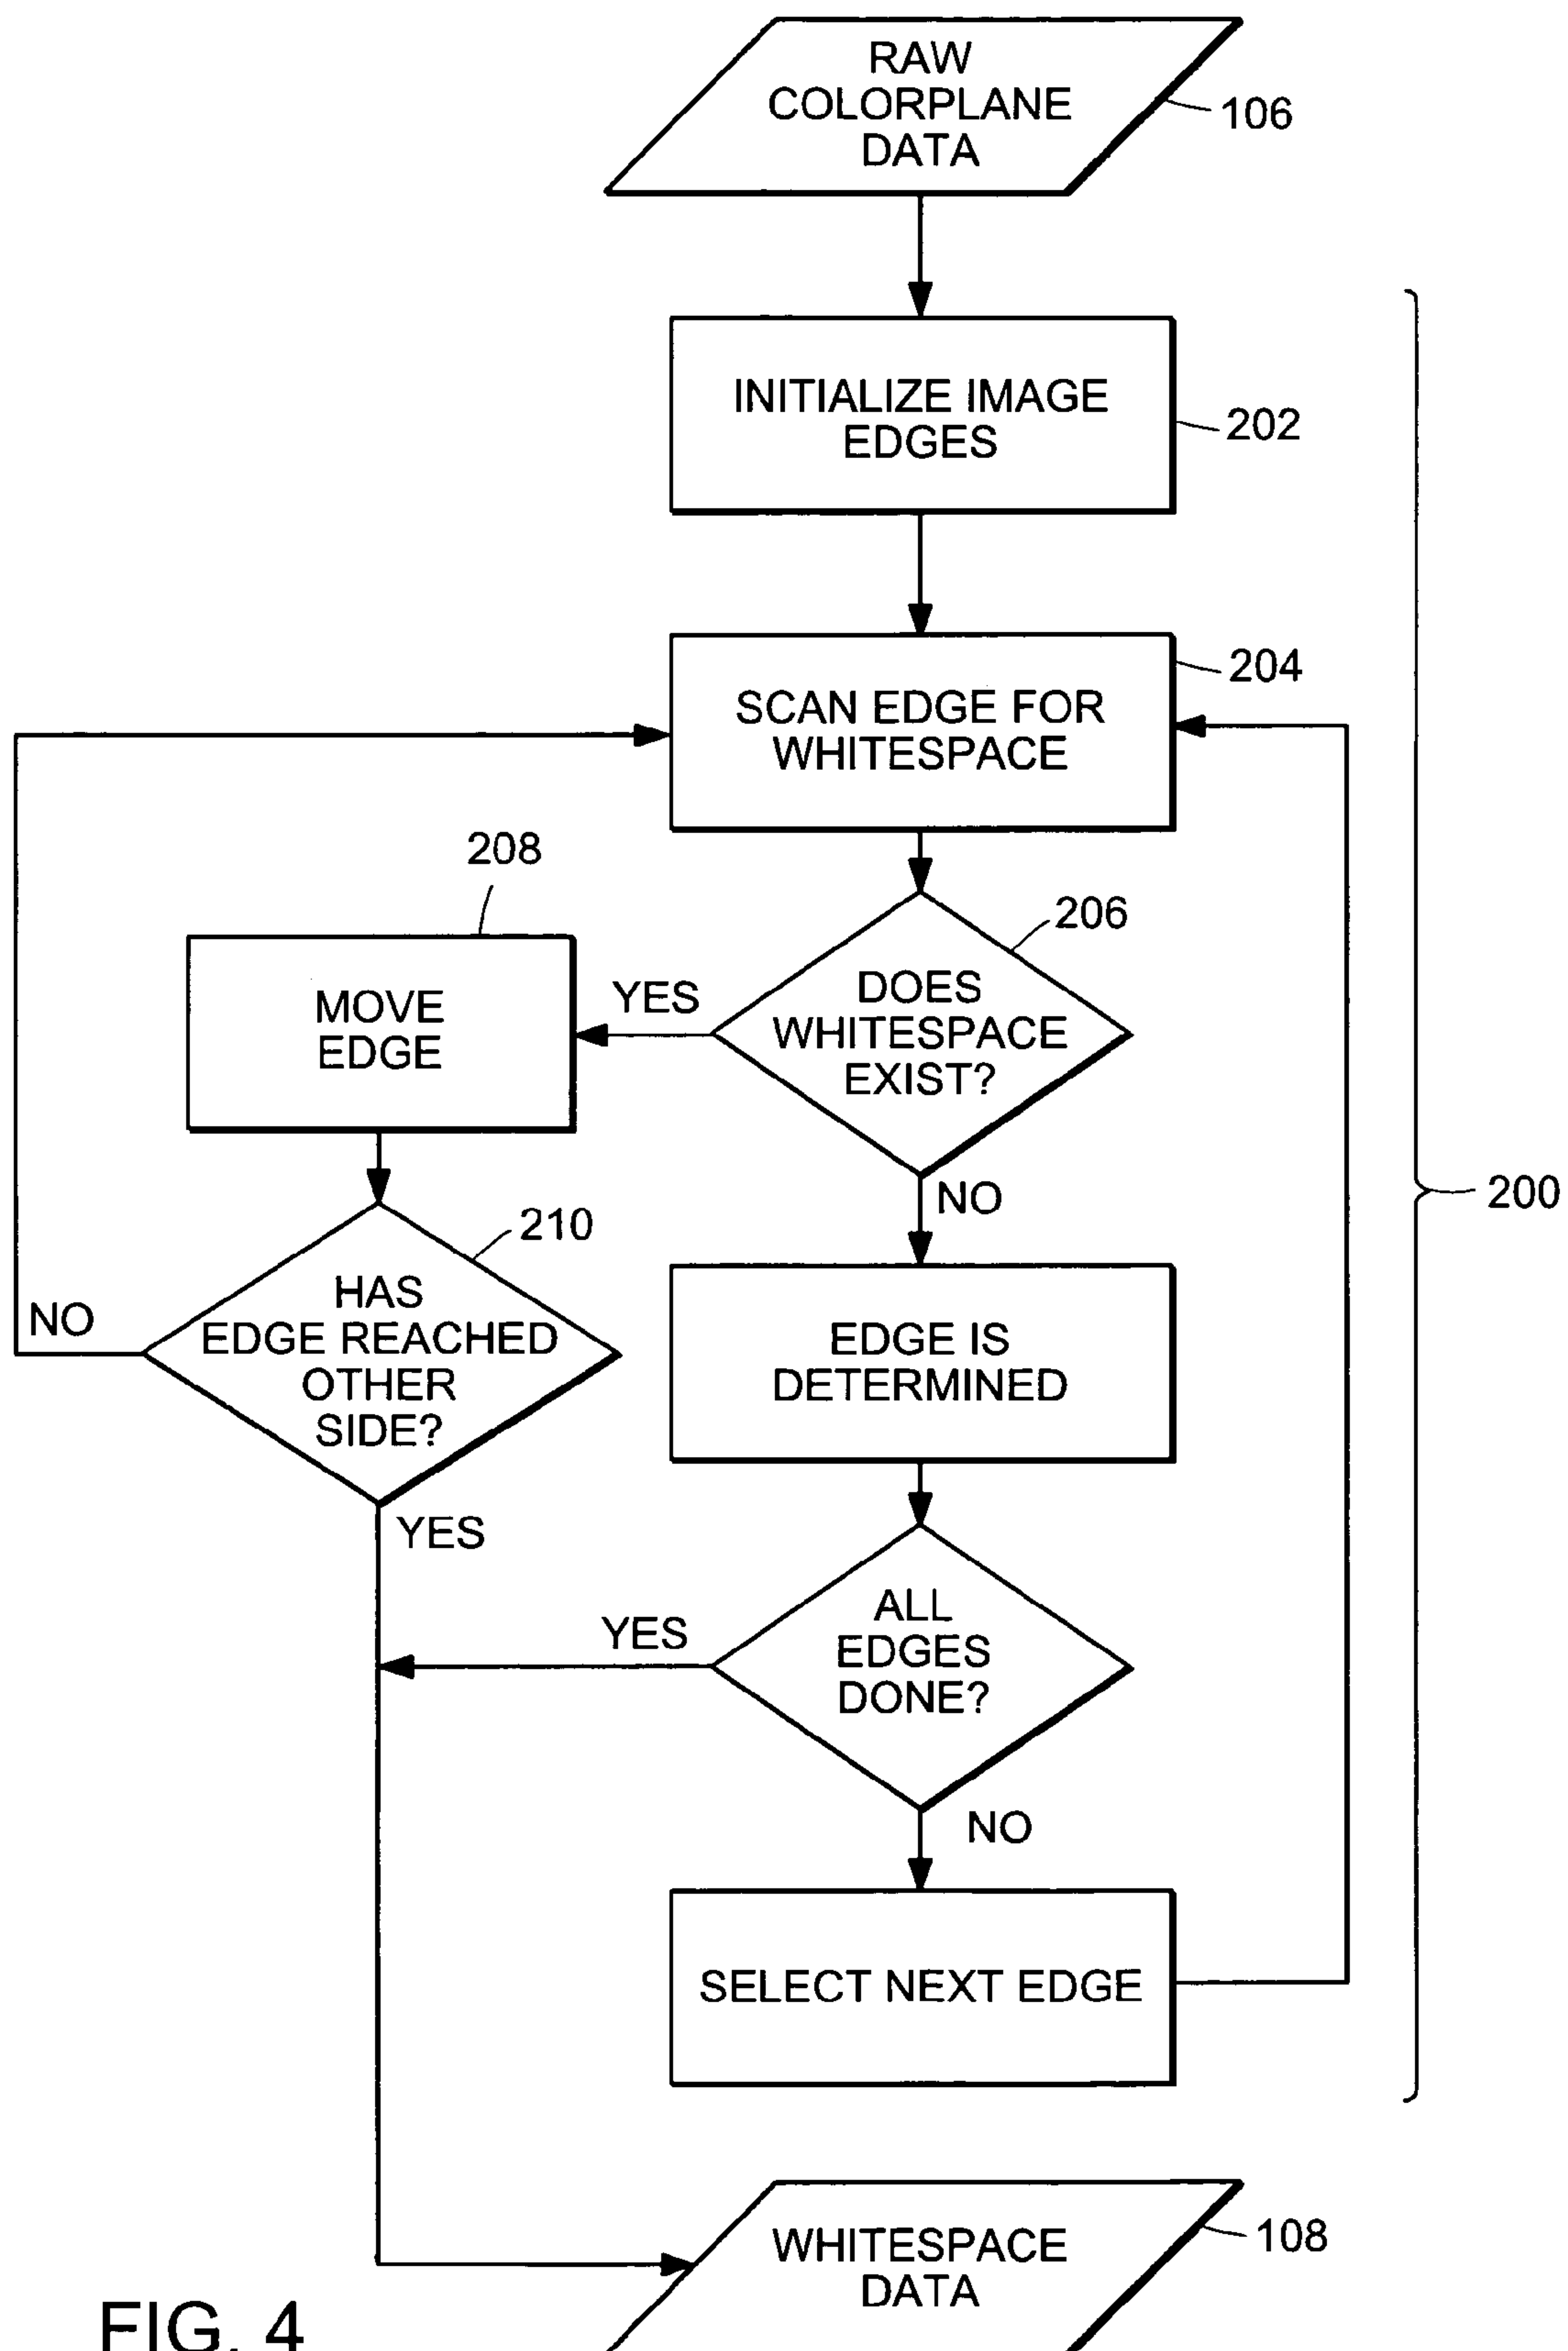 RAW
COLORPLANE
DATA
106
INITIALIZE IMAGE
EDGES
202
204
SCAN EDGE FOR
WHITESPACE
208
206
MOVE
EDGE
YES
DOES
WHITESPACE
EXIST?
NO
200
210
HAS
EDGE REACHED
OTHER
SIDE?
NO
EDGE IS
DETERMINED
YES
YES
ALL
EDGES
DONE?
NO
SELECT NEXT EDGE
WHITESPACE
DATA
108
FIG. 4